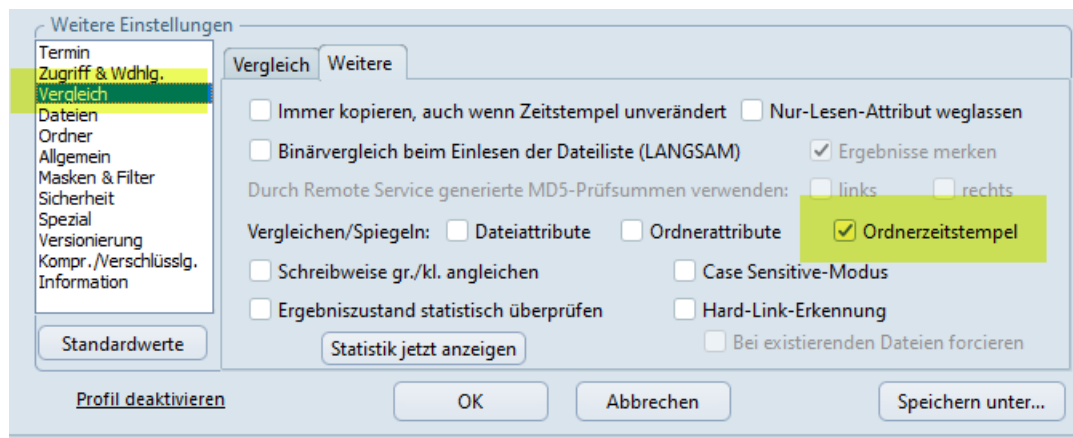 Weitere Einstellungen
Termin
Zugriff & Wdhlg.
Vergleich
Dateien
Ordner
Allgemein
Masken & Filter
Sicherheit
Spezial
Versionierung
Kompr./Verschlüsslg.
Information
Standardwerte
Vergleich Weitere
Immer kopieren, auch wenn Zeitstempel unverändert Nur-Lesen-Attribut weglassen
Binärvergleich beim Einlesen der Dateiliste (LANGSAM) Ergebnisse merken
Durch Remote Service generierte MD5-Prüfsummen verwenden: links rechts
Vergleichen/Spiegeln: Dateiattribute Ordnerattribute Ordnerzeitstempel
Schreibweise gr./kl. angleichen Case Sensitive-Modus
Ergebniszustand statistisch überprüfen Hard-Link-Erkennung
Statistik jetzt anzeigen Bei existierenden Dateien forcieren
Profil deaktivieren OK Abbrechen Speichern unter...